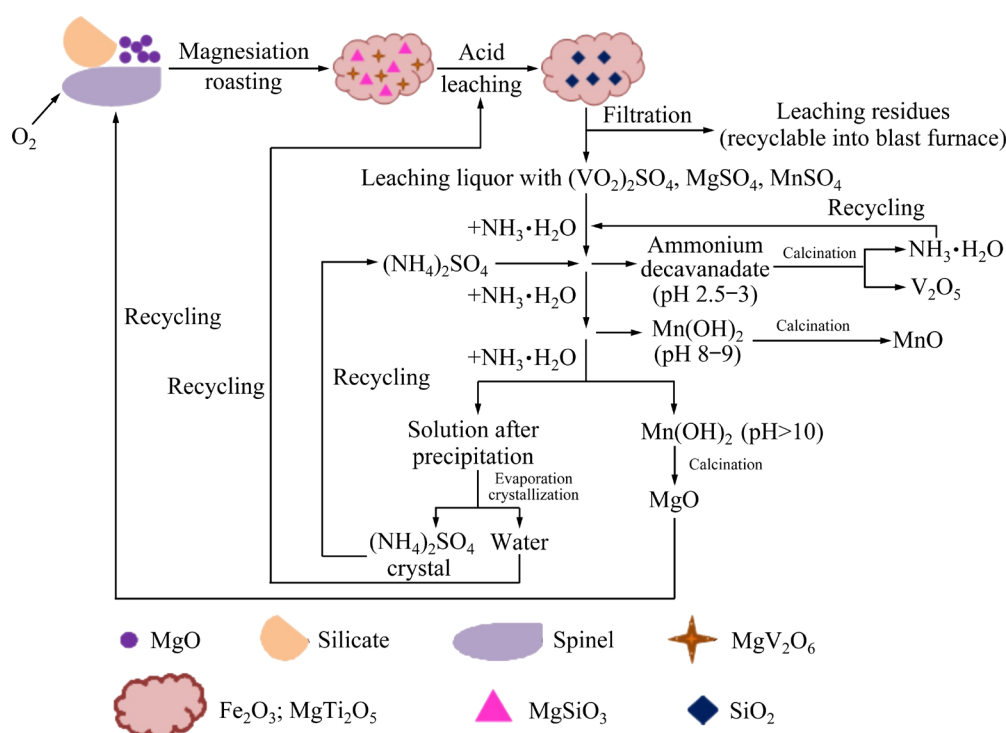 Magnesiation
roasting
Acid
leaching
O₂
Filtration
Leaching residues
(recyclable into blast furnace)
Leaching liquor with (VO₂)₂SO₄, MgSO₄, MnSO₄
Recycling
+NH₃·H₂O
(NH₄)₂SO₄
Ammonium
decavanadate
(pH 2.5−3)
Calcination
NH₃·H₂O
V₂O₅
+NH₃·H₂O
Mn(OH)₂
(pH 8−9)
Calcination
MnO
Recycling
Recycling
Recycling
+NH₃·H₂O
Solution after
precipitation
Mn(OH)₂ (pH>10)
Calcination
MgO
Evaporation
crystallization
(NH₄)₂SO₄
crystal
Water
MgO
Silicate
Spinel
MgV₂O₆
Fe₂O₃; MgTi₂O₅
MgSiO₃
SiO₂